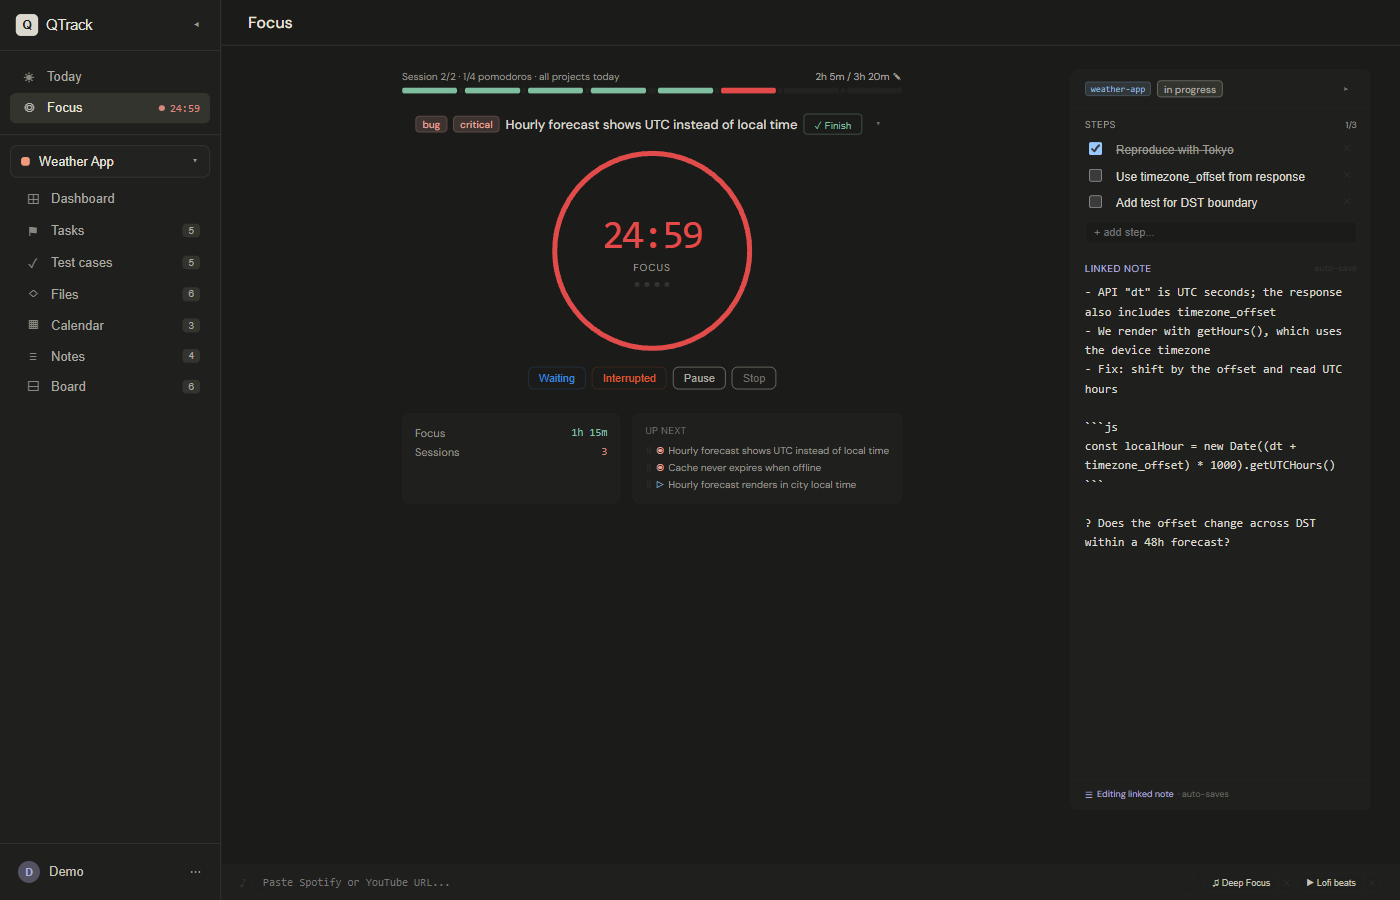 Q QTrack
Today
Focus 24:59
Weather App
Dashboard
Tasks 5
Test cases 5
Files 6
Calendar 3
Notes 4
Board 6
D Demo ...
Focus
Session 2/2 · 1/4 pomodoros · all projects today 2h 5m / 3h 20m
bug critical Hourly forecast shows UTC instead of local time ✓ Finish
24:59
FOCUS
Waiting Interrupted Pause Stop
Focus 1h 15m
Sessions 3
UP NEXT
Hourly forecast shows UTC instead of local time
Cache never expires when offline
Hourly forecast renders in city local time
weather-app in progress
STEPS 1/3
Reproduce with Tokyo
Use timezone_offset from response
Add test for DST boundary
+ add step...
LINKED NOTE auto-save
- API "dt" is UTC seconds; the response
also includes timezone_offset
- We render with getHours(), which uses
the device timezone
- Fix: shift by the offset and read UTC
hours
```js
const localHour = new Date((dt +
timezone_offset) * 1000).getUTCHours()
```
? Does the offset change across DST
within a 48h forecast?
Editing linked note · auto-saves
Paste Spotify or YouTube URL...
♫ Deep Focus
▶ Lofi beats